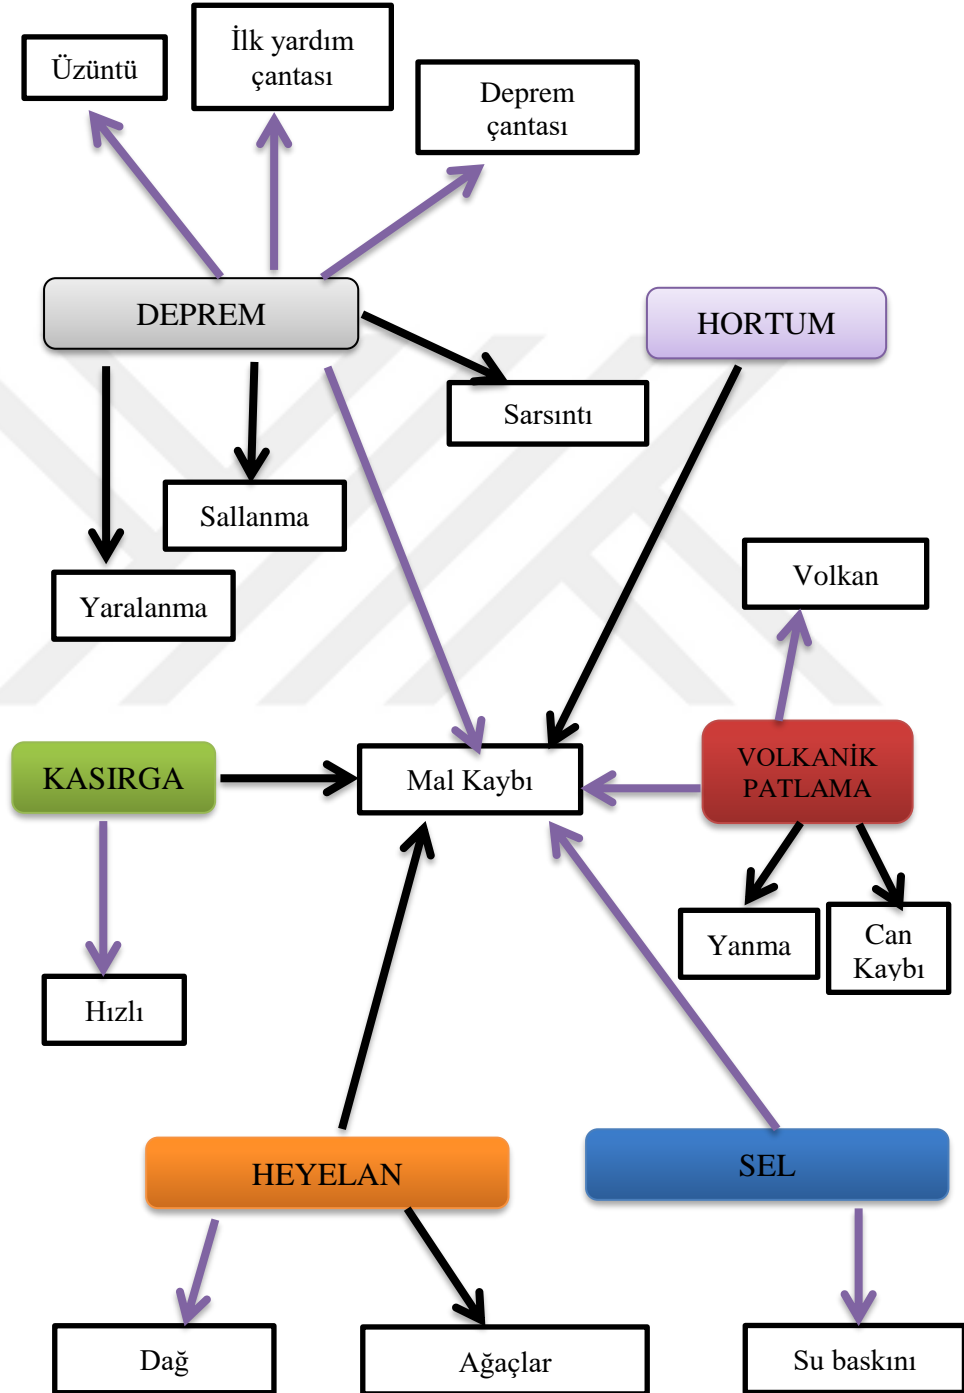 Üzüntü
İlk yardım
çantası
Deprem
çantası
DEPREM
HORTUM
Sarsıntı
Sallanma
Yaralanma
Volkan
KASIRGA
Mal Kaybı
VOLKANİK
PATLAMA
Yanma
Can
Kaybı
Hızlı
HEYELAN
SEL
Dağ
Ağaçlar
Su baskını